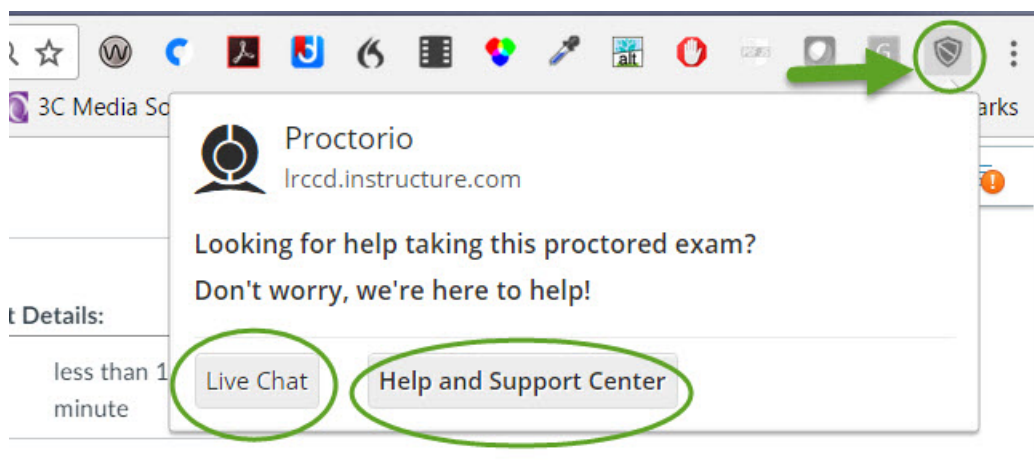 alt
G
3C Media So
arks
Proctorio
lrccd.instructure.com
Looking for help taking this proctored exam?
Don't worry, we're here to help!
t Details:
less than 1
minute
Live Chat
Help and Support Center